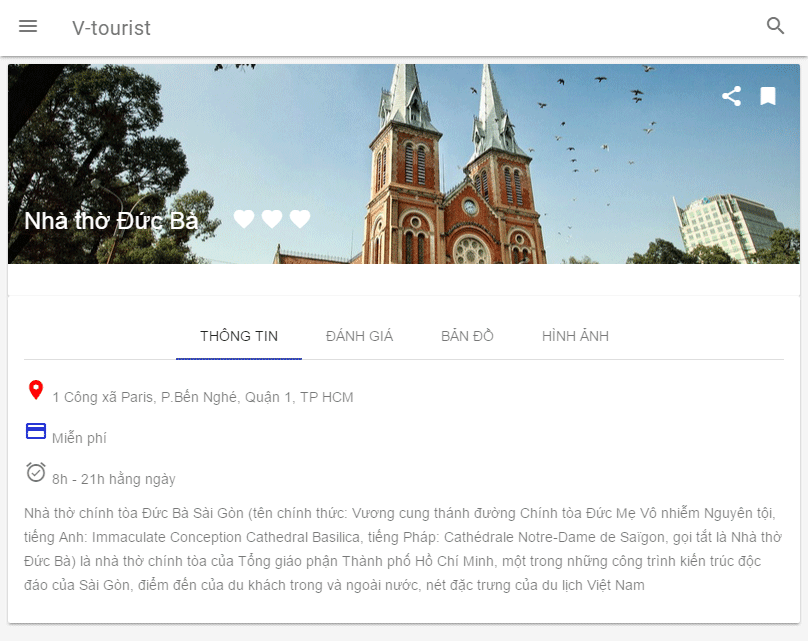 V-tourist
Nhà thờ Đức Bà
THÔNG TIN
ĐÁNH GIÁ
BẢN ĐỒ
HÌNH ẢNH
1 Công xã Paris, P.Bến Nghé, Quận 1, TP HCM
Miễn phí
8h - 21h hằng ngày
Nhà thờ chính tòa Đức Bà Sài Gòn (tên chính thức: Vương cung thánh đường Chính tòa Đức Mẹ Vô nhiễm Nguyên tội,
tiếng Anh: Immaculate Conception Cathedral Basilica, tiếng Pháp: Cathédrale Notre-Dame de Saïgon, gọi tắt là Nhà thờ
Đức Bà) là nhà thờ chính tòa của Tổng giáo phận Thành phố Hồ Chí Minh, một trong những công trình kiến trúc độc
đáo của Sài Gòn, điểm đến của du khách trong và ngoài nước, nét đặc trưng của du lịch Việt Nam